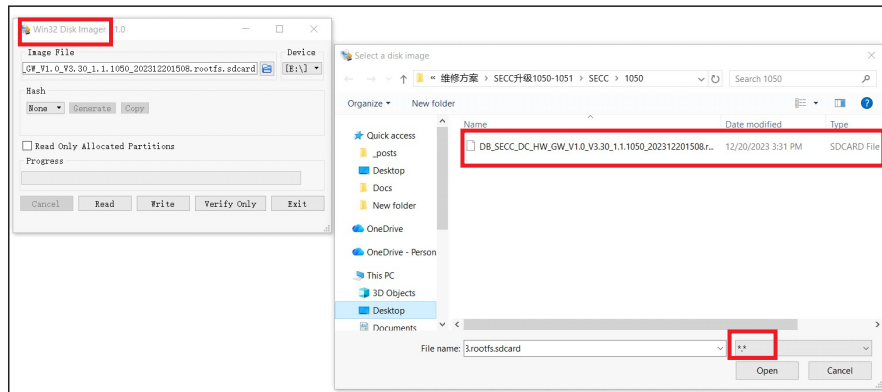 Win32 Disk Imager 1.0
Image File
Device
_GW_V1.0_V3.30_1.1.1050_202312201508.rootfs.sdcard
[E:\]
Hash
None
Generate
Copy
Read Only Allocated Partitions
Progress
Cancel
Read
Write
Verify Only
Exit
Select a disk image
« 维修方案 > SECC升级1050-1051 > SECC > 1050
Search 1050
Organize
New folder
Name
Date modified
Type
Quick access
_posts
Desktop
Docs
New folder
OneDrive
OneDrive - Person
This PC
3D Objects
Desktop
Documents
DB_SECC_DC_HW_GW_V1.0_V3.30_1.1.1050_202312201508.r...
12/20/2023 3:31 PM
SDCARD File
File name:
3.rootfs.sdcard
*.*
Open
Cancel